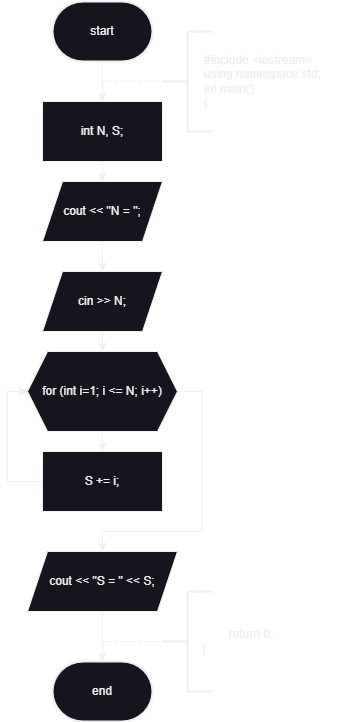 start
#include <iostream>
using namespace std;
int main()
{
int N, S;
cout << "N = ";
cin >> N;
for (int i=1; i <= N; i++)
S += i;
cout << "S = " << S;
return 0;
}
end